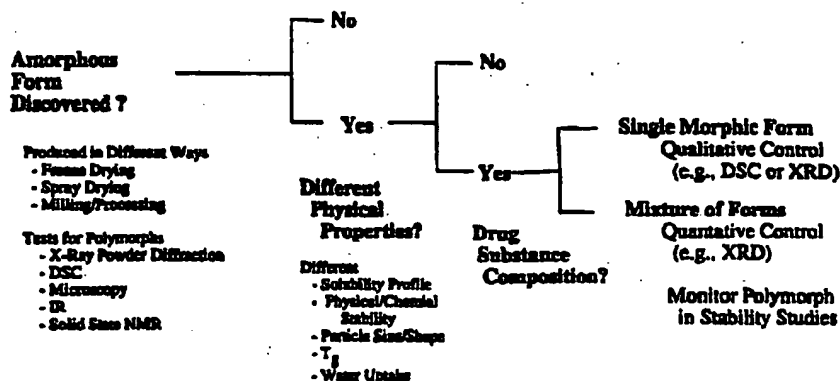 No
Amorphous
Form
Discovered ?
No
Yes
Single Morphic Form
Qualitative Control
(e.g., DSC or XRD)
Produced in Different Ways
- Freeze Drying
- Spray Drying
- Milling/Processing
Yes
Different
Physical
Properties?
Mixture of Forms
Quantative Control
(e.g., XRD)
Drug
Substance
Composition?
Tests for Polymorphs
- X-Ray Powder Diffraction
- DSC
- Microscopy
- IR
- Solid State NMR
Different
- Solubility Profile
- Physical/Chemial
Stability
- Particle Size/Shape
- Tg
- Water Uptake
Monitor Polymorph
in Stability Studies